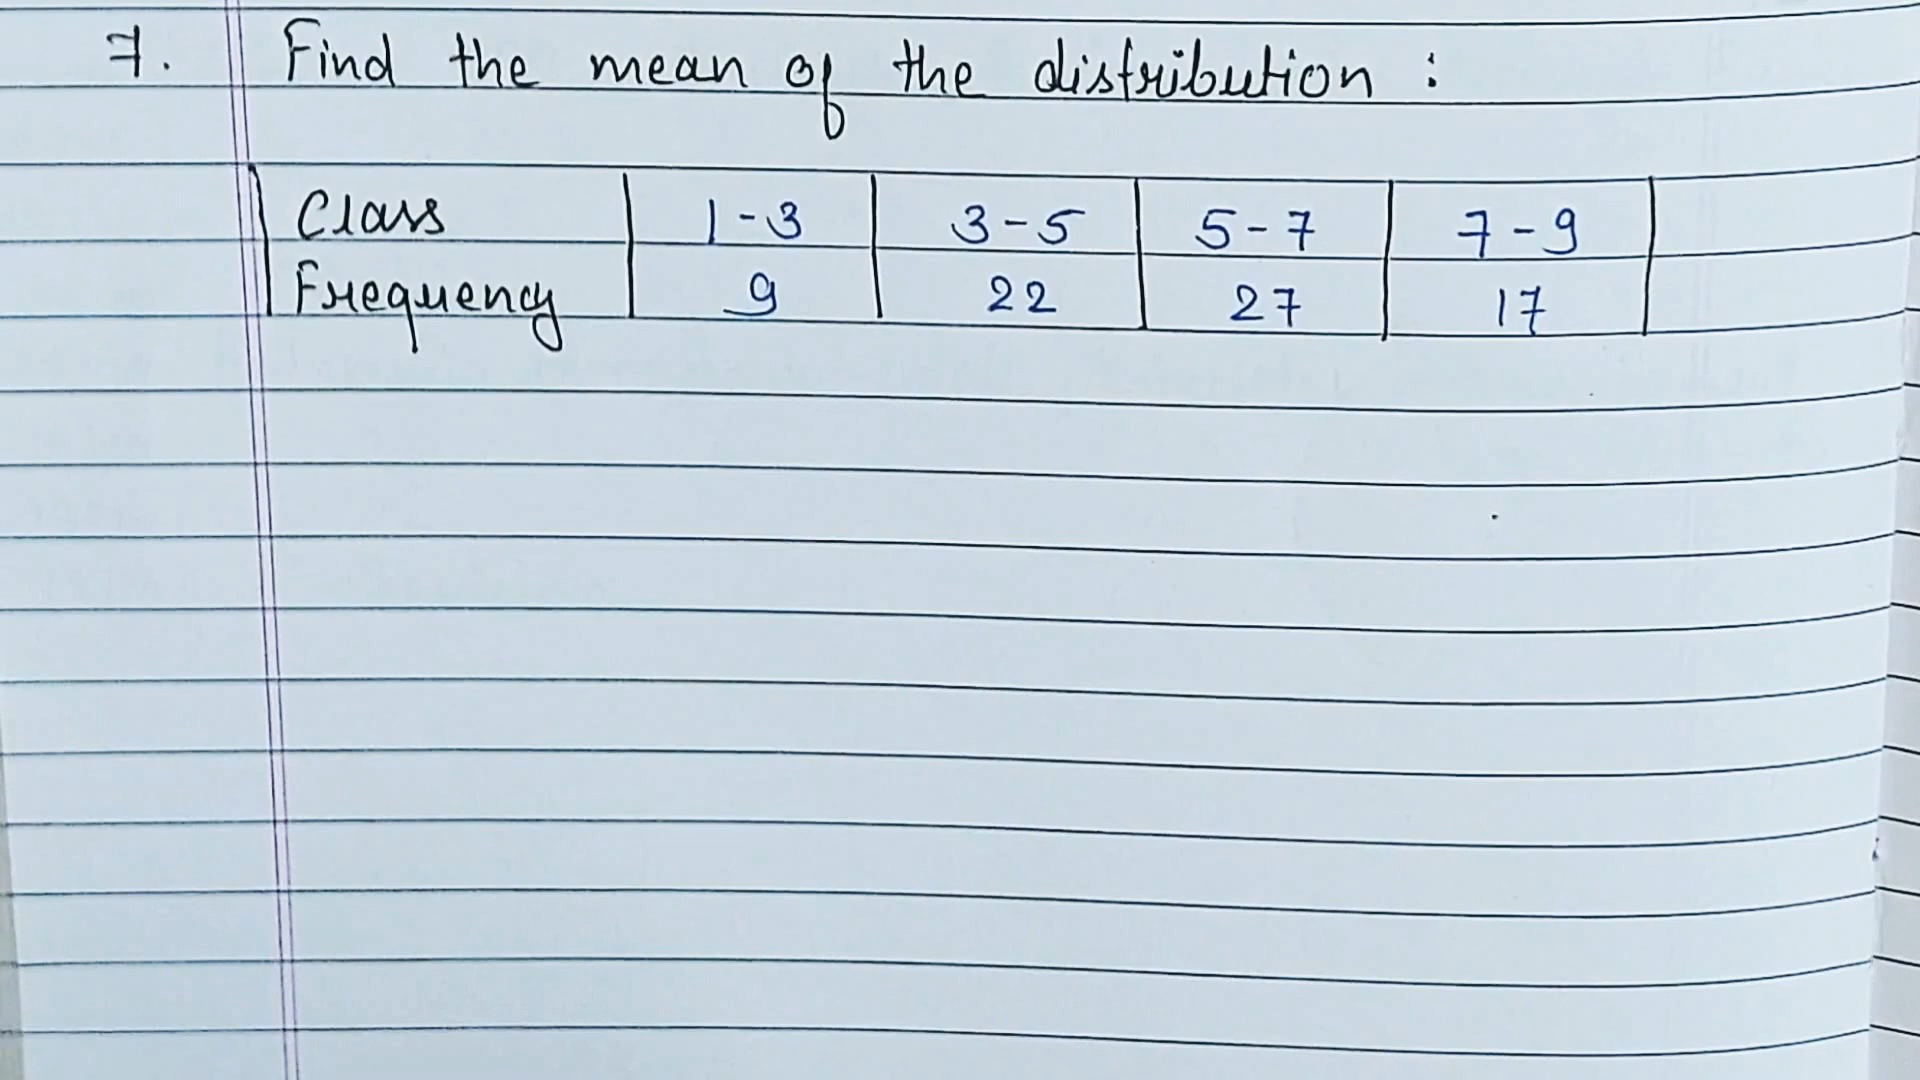 7. Find the mean of the distribution :
Class 1-3 3-5 5-7 7-9
Frequency 9 22 27 17